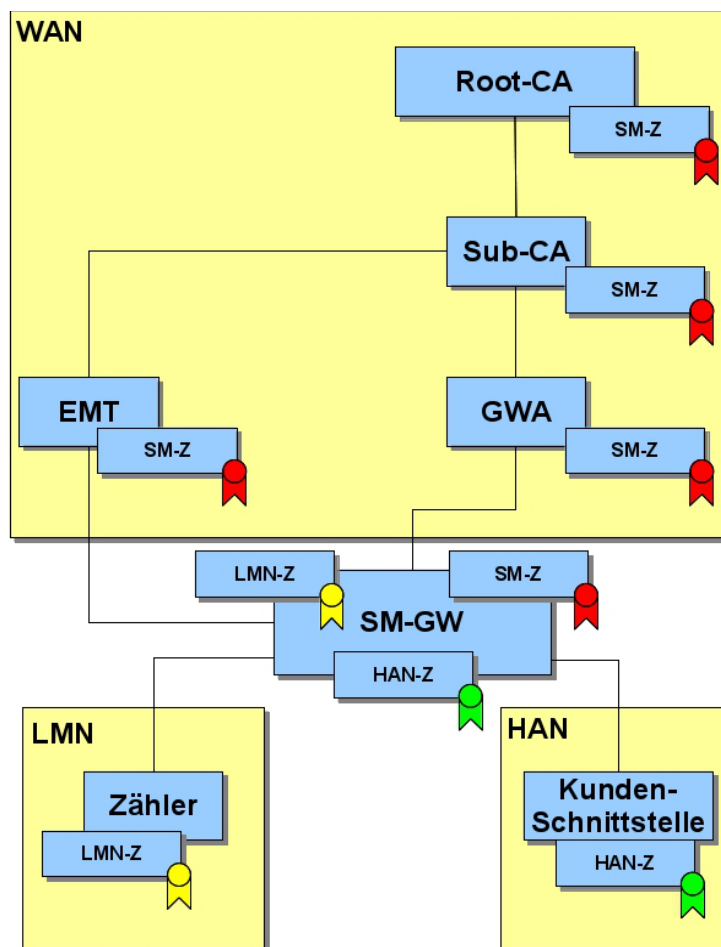 WAN
Root-CA
SM-Z
Sub-CA
SM-Z
EMT
SM-Z
GWA
SM-Z
LMN-Z
SM-Z
SM-GW
HAN-Z
LMN
Zähler
LMN-Z
HAN
Kunden-
Schnittstelle
HAN-Z